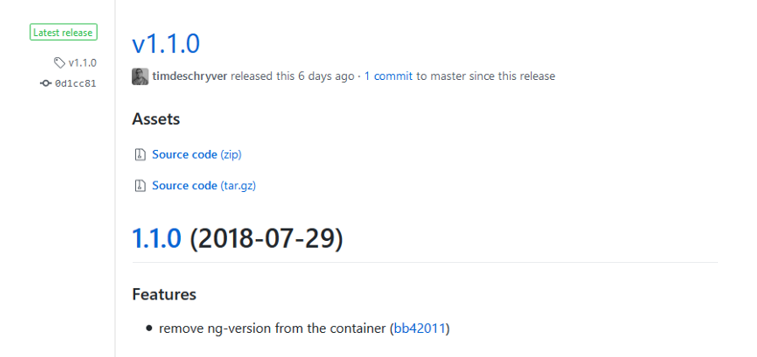 Latest release
v1.1.0
0d1cc81
v1.1.0
timdeschryver released this 6 days ago · 1 commit to master since this release
Assets
Source code (zip)
Source code (tar.gz)
1.1.0 (2018-07-29)
Features
• remove ng-version from the container (bb42011)